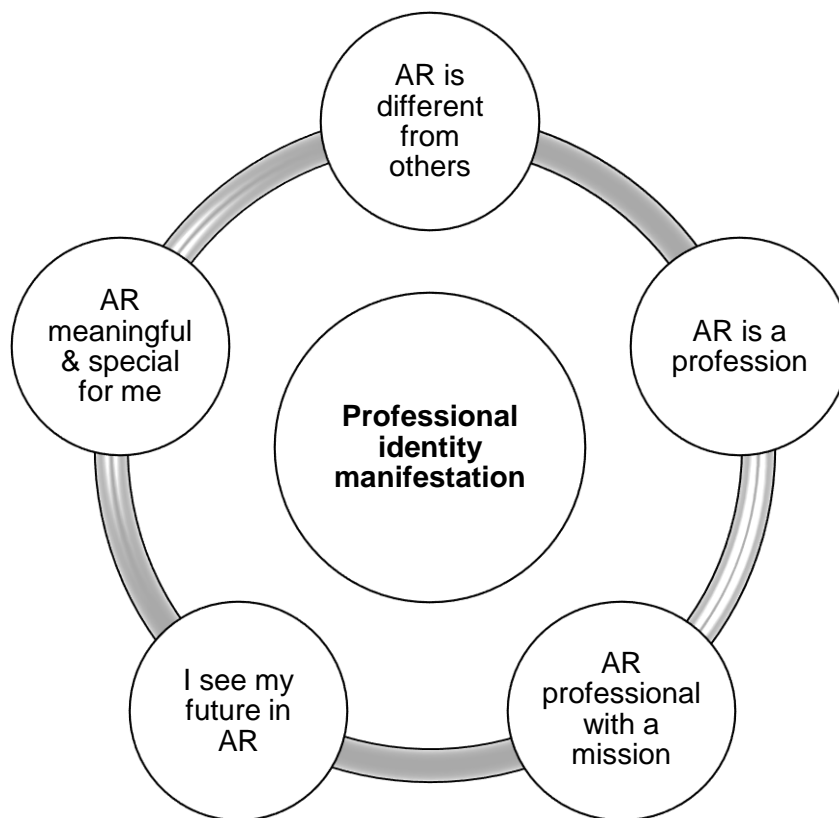 AR is
different
from
others
AR is a
profession
AR
professional
with a
mission
I see my
future in
AR
AR
meaningful
& special
for me
Professional
identity
manifestation